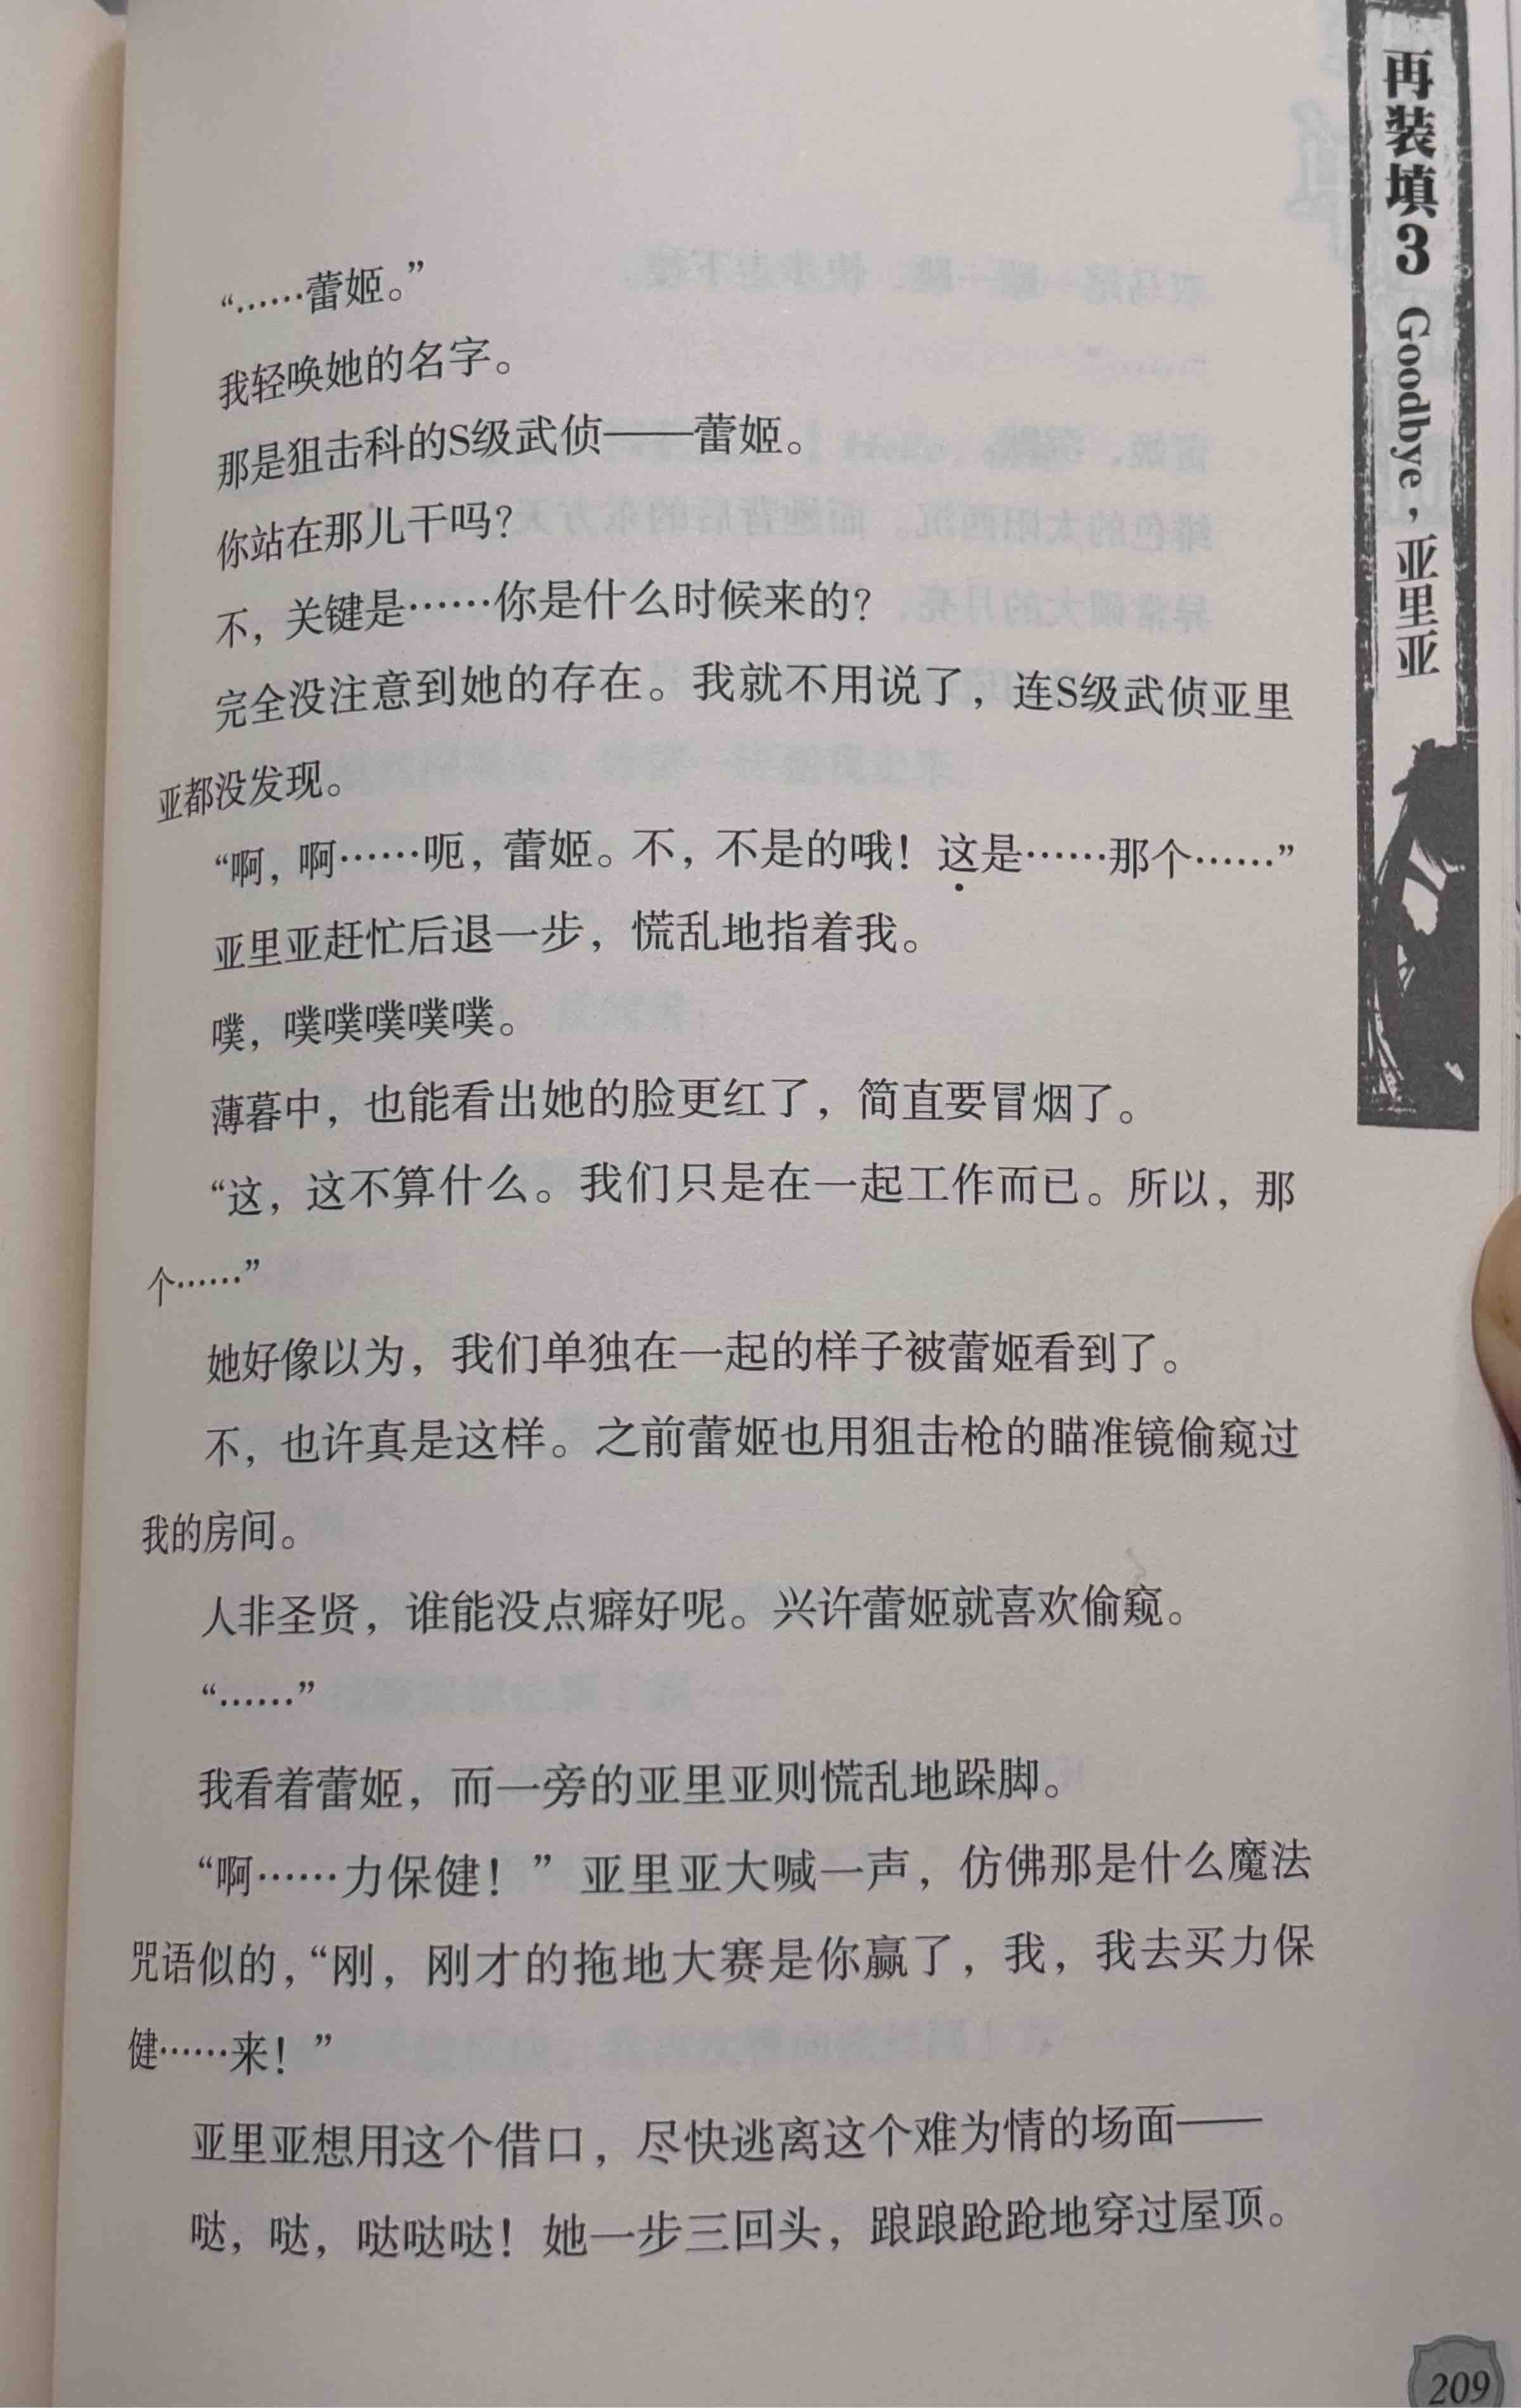 再装填3 Goodbye，亚里亚
“……蕾姬。”
我轻唤她的名字。
那是狙击科的S级武侦——蕾姬。
你站在那儿干吗？
不，关键是……你是什么时候来的？
完全没注意到她的存在。我就不用说了，连S级武侦亚里
亚都没发现。
“啊，啊……呃，蕾姬。不，不是的哦！这是……那个……”
亚里亚赶忙后退一步，慌乱地指着我。
噗，噗噗噗噗噗。
薄暮中，也能看出她的脸更红了，简直要冒烟了。
“这，这不算什么。我们只是在一起工作而已。所以，那
个……”
她好像以为，我们单独在一起的样子被蕾姬看到了。
不，也许真是这样。之前蕾姬也用狙击枪的瞄准镜偷窥过
我的房间。
人非圣贤，谁能没点癖好呢。兴许蕾姬就喜欢偷窥。
“……”
我看着蕾姬，而一旁的亚里亚则慌乱地跺脚。
“啊……力保健！”亚里亚大喊一声，仿佛那是什么魔法
咒语似的，“刚，刚才的拖地大赛是你赢了，我，我去买力保
健……来！”
亚里亚想用这个借口，尽快逃离这个难为情的场面——
哒，哒，哒哒哒！她一步三回头，踉踉跄跄地穿过屋顶。
209